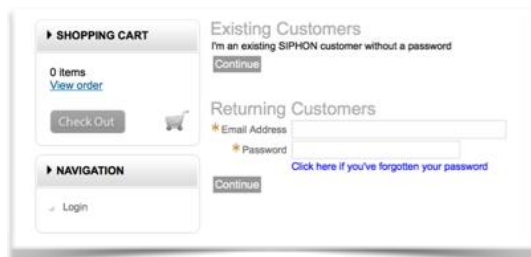 SHOPPING CART
0 items
View order
Check Out
NAVIGATION
Login
Existing Customers
I'm an existing SIPHON customer without a password
Continue
Returning Customers
*Email Address
*Password
Click here if you've forgotten your password
Continue